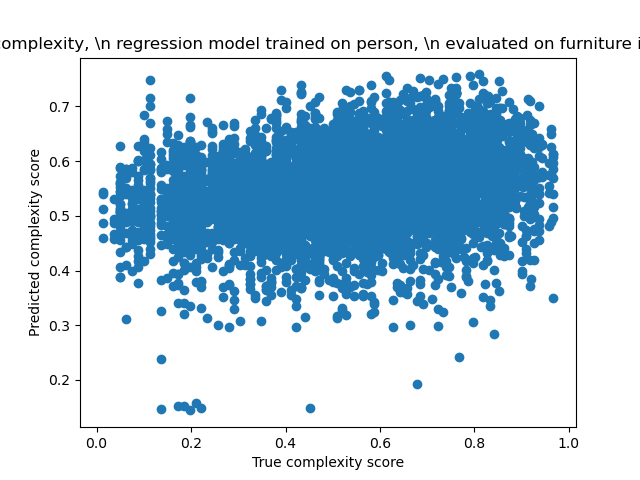 complexity, \n regression model trained on person, \n evaluated on furniture i
0.7
0.6
0.5
0.4
0.3
0.2
Predicted complexity score
0.0 0.2 0.4 0.6 0.8 1.0
True complexity score